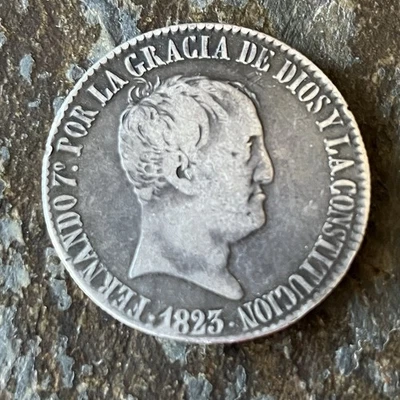 FERNANDO 7º. POR LA GRACIA DE DIOS Y LA CONSTITUCION
· 1823 ·